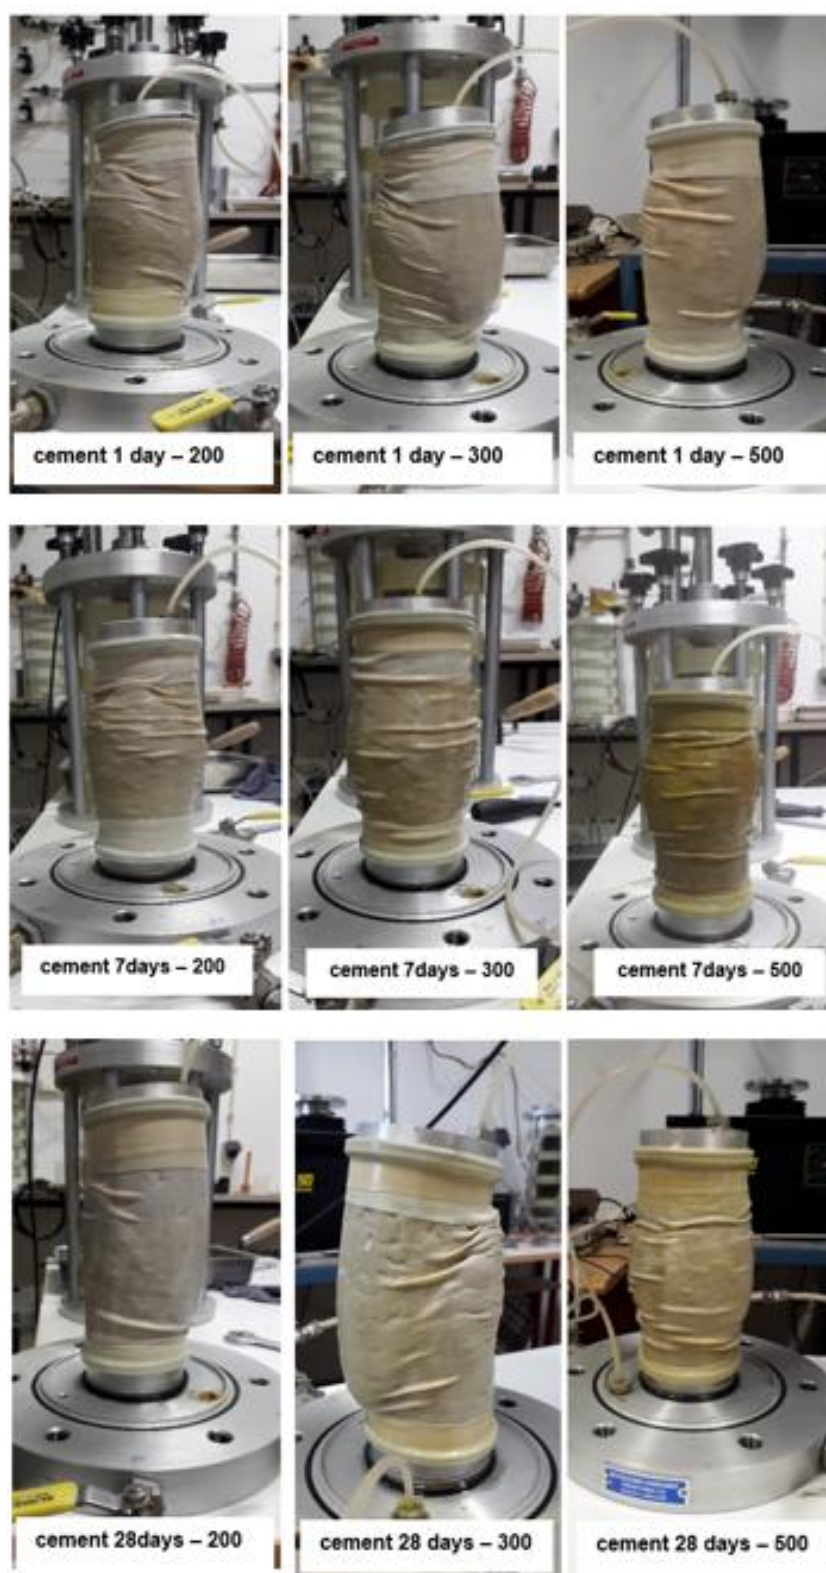 cement 1 day – 200
cement 1 day – 300
cement 1 day – 500
cement 7days – 200
cement 7days – 300
cement 7days – 500
cement 28days – 200
cement 28 days – 300
cement 28 days – 500